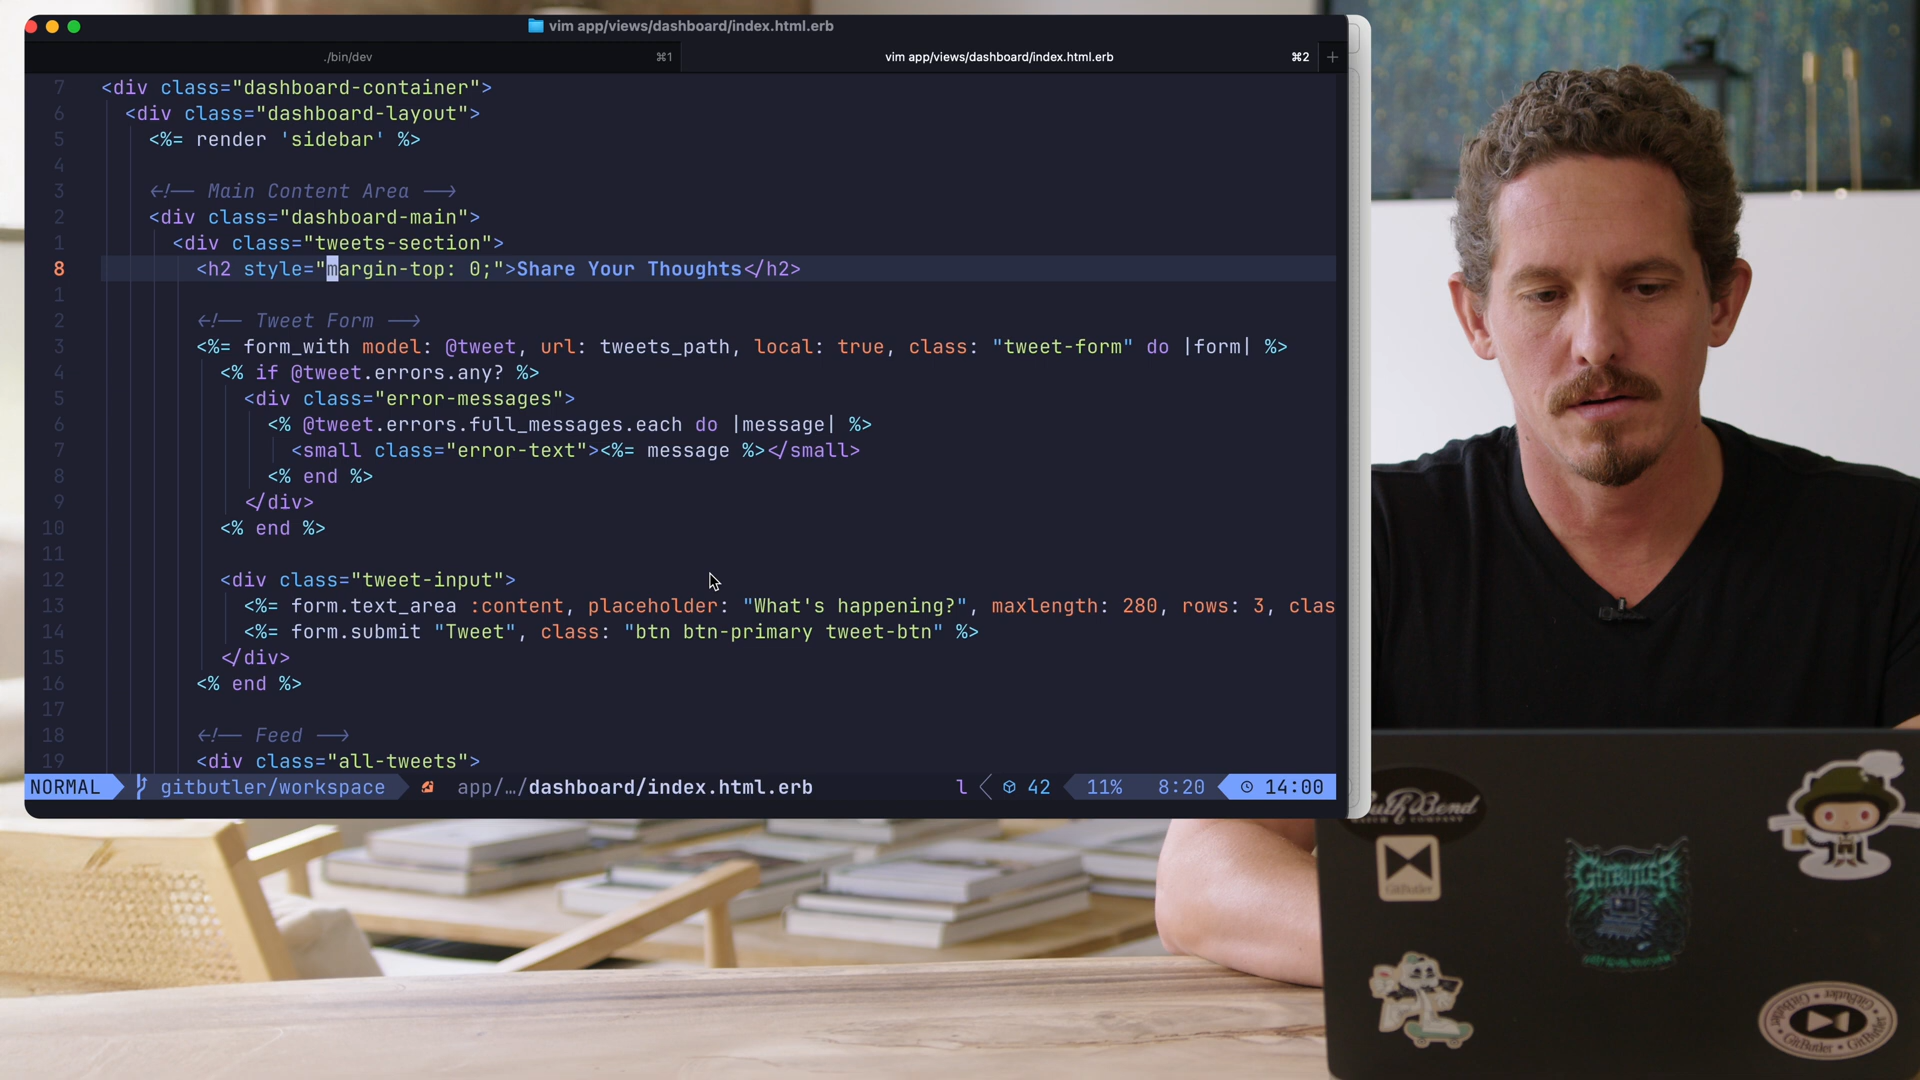 vim app/views/dashboard/index.html.erb
./bin/dev ⌘1 vim app/views/dashboard/index.html.erb ⌘2 +
7 <div class="dashboard-container">
6 <div class="dashboard-layout">
5 <%= render 'sidebar' %>
4
3 <!-- Main Content Area -->
2 <div class="dashboard-main">
1 <div class="tweets-section">
8 <h2 style="margin-top: 0;">Share Your Thoughts</h2>
1
2 <!-- Tweet Form -->
3 <%= form_with model: @tweet, url: tweets_path, local: true, class: "tweet-form" do |form| %>
4 <% if @tweet.errors.any? %>
5 <div class="error-messages">
6 <% @tweet.errors.full_messages.each do |message| %>
7 <small class="error-text"><%= message %></small>
8 <% end %>
9 </div>
10 <% end %>
11
12 <div class="tweet-input">
13 <%= form.text_area :content, placeholder: "What's happening?", maxlength: 280, rows: 3, clas
14 <%= form.submit "Tweet", class: "btn btn-primary tweet-btn" %>
15 </div>
16 <% end %>
17
18 <!-- Feed -->
19 <div class="all-tweets">
NORMAL gitbutler/workspace app/…/dashboard/index.html.erb l 42 11% 8:20 14:00
Bend
GitButler
GITBUTLER
GitButler